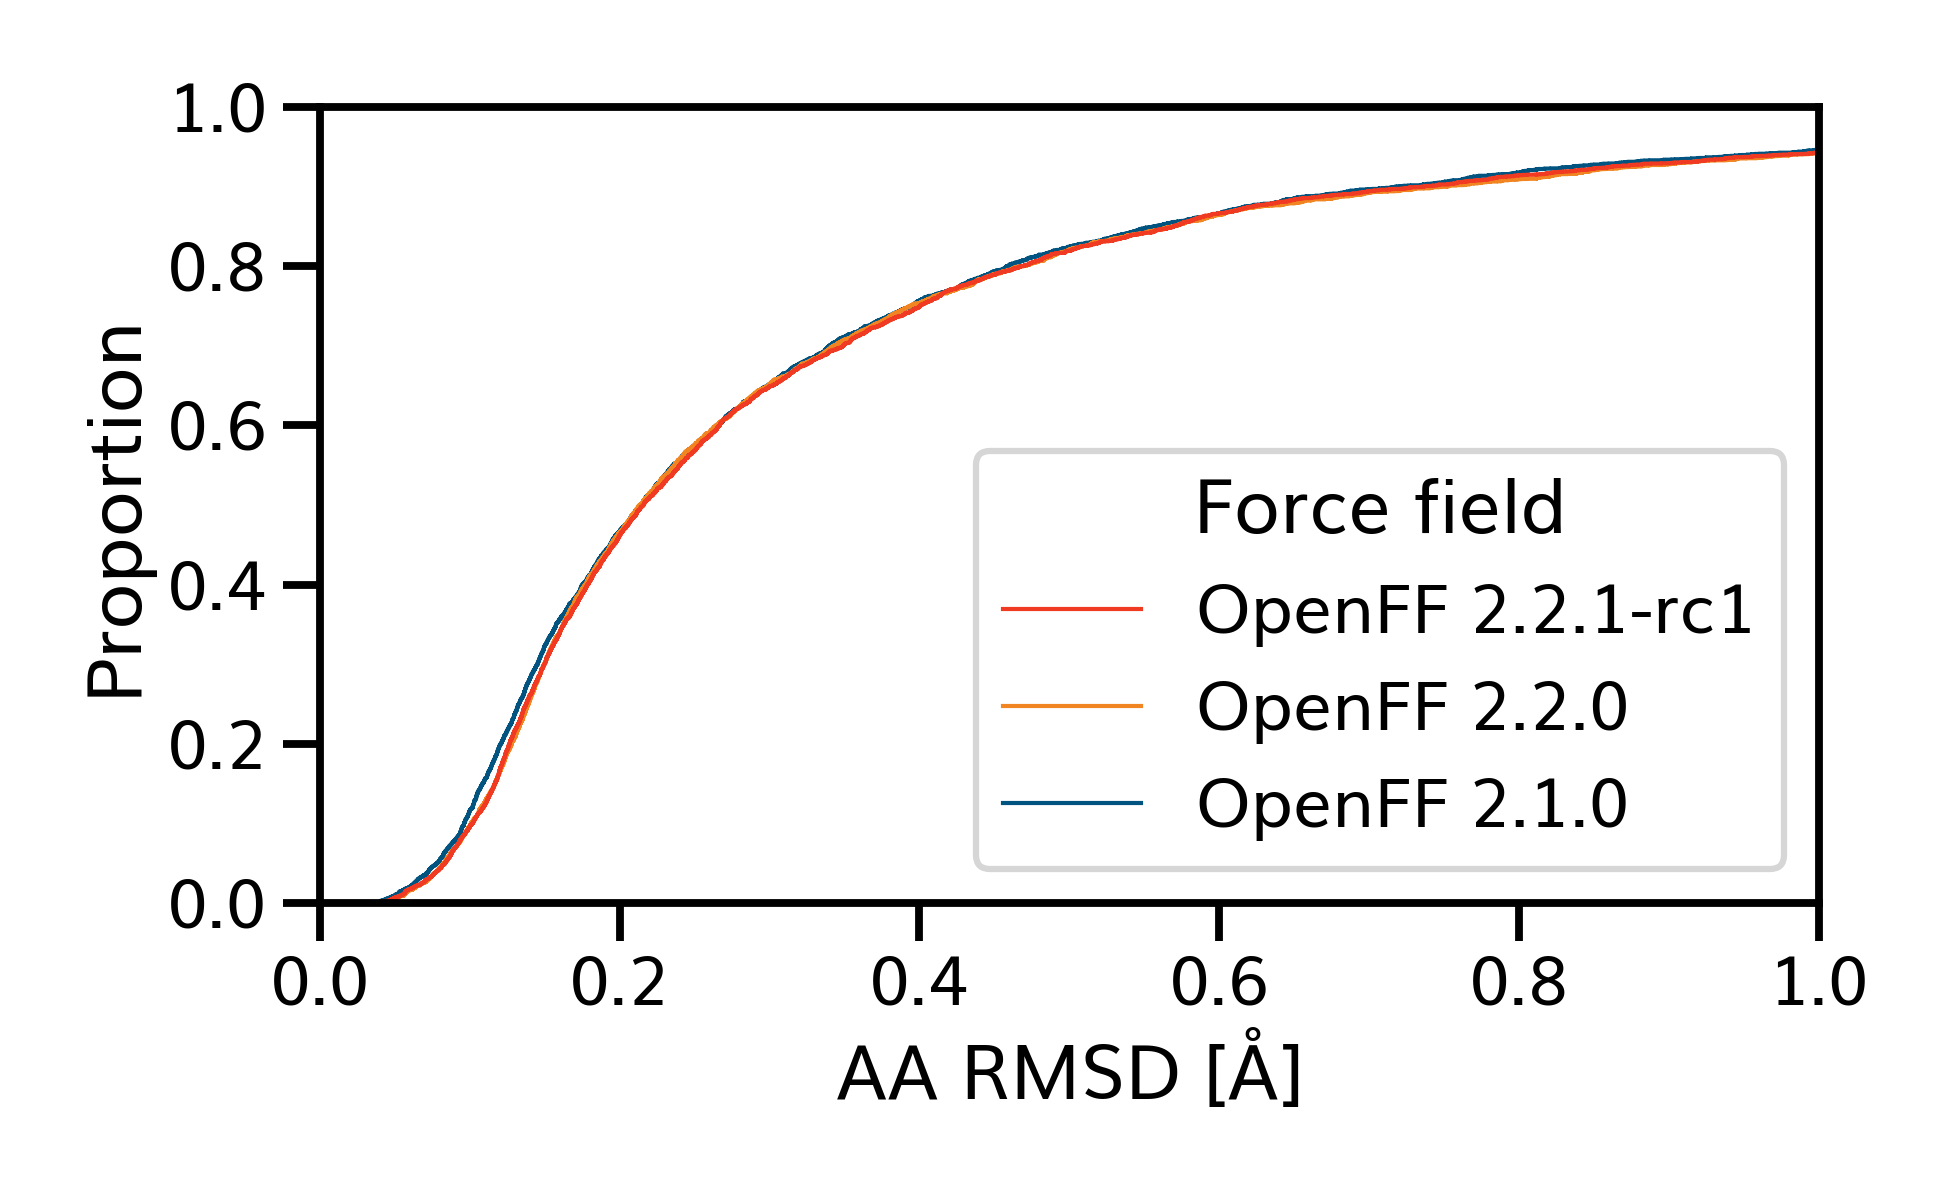 1.0
0.8
0.6
0.4
0.2
0.0
Proportion
0.0 0.2 0.4 0.6 0.8 1.0
AA RMSD [Å]
Force field
OpenFF 2.2.1-rc1
OpenFF 2.2.0
OpenFF 2.1.0